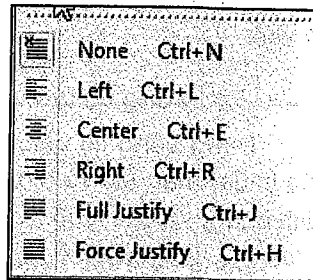 None Ctrl+N
Left Ctrl+L
Center Ctrl+E
Right Ctrl+R
Full Justify Ctrl+J
Force Justify Ctrl+H